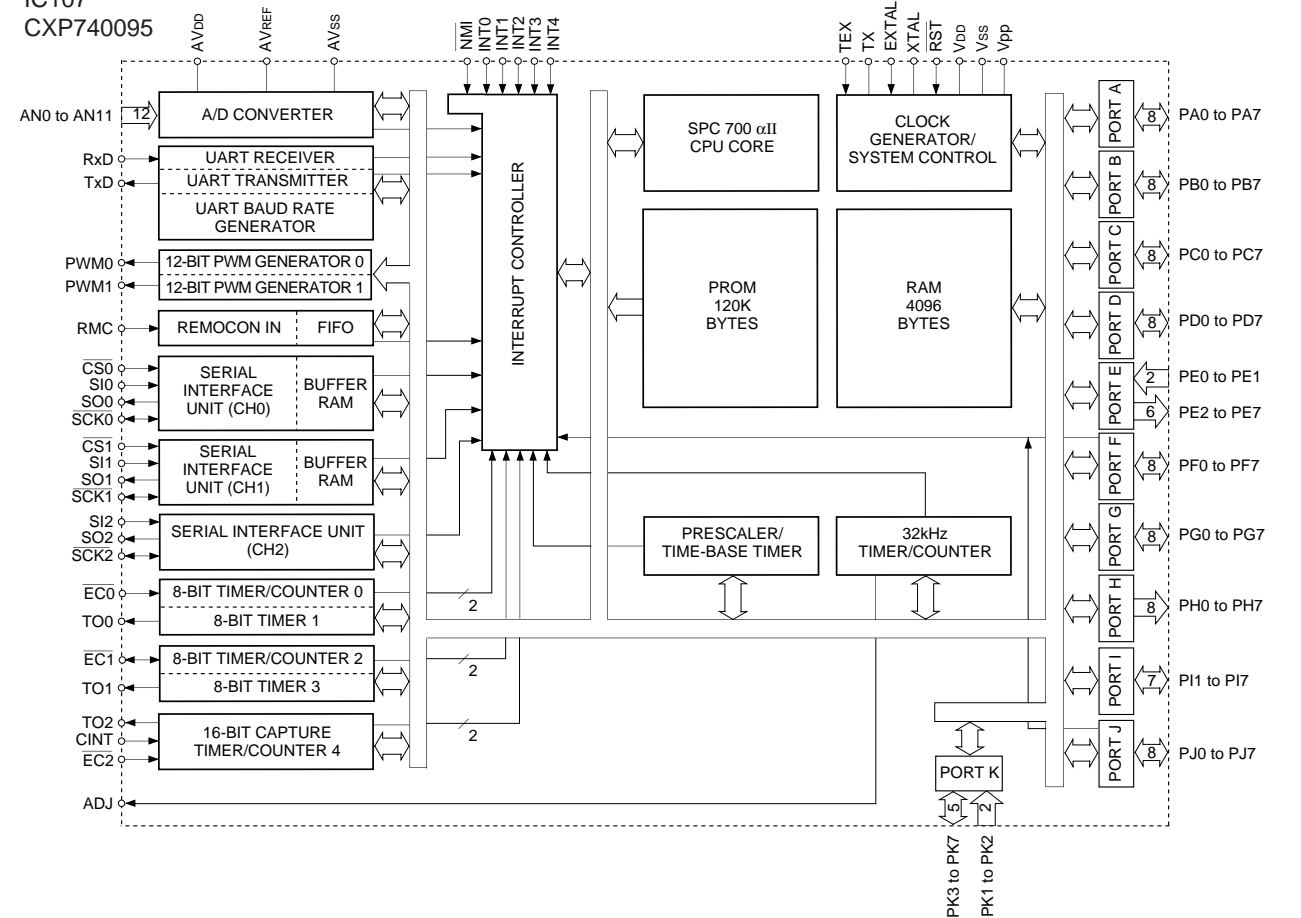 IC107
CXP740095
AVDD
AVREF
AVSS
NMI
INT0
INT1
INT2
INT3
INT4
TEX
TX
EXTAL
XTAL
RST
VDD
VSS
Vpp
AN0 to AN11
12
A/D CONVERTER
RxD
TxD
UART RECEIVER
UART TRANSMITTER
UART BAUD RATE
GENERATOR
PWM0
PWM1
12-BIT PWM GENERATOR 0
12-BIT PWM GENERATOR 1
RMC
REMOCON IN
FIFO
CS0
SI0
SO0
SCK0
SERIAL
INTERFACE
UNIT (CH0)
BUFFER
RAM
CS1
SI1
SO1
SCK1
SERIAL
INTERFACE
UNIT (CH1)
BUFFER
RAM
SI2
SO2
SCK2
SERIAL INTERFACE UNIT
(CH2)
EC0
TO0
8-BIT TIMER/COUNTER 0
8-BIT TIMER 1
2
EC1
TO1
8-BIT TIMER/COUNTER 2
8-BIT TIMER 3
2
TO2
CINT
EC2
16-BIT CAPTURE
TIMER/COUNTER 4
2
ADJ
INTERRUPT CONTROLLER
SPC 700 αII
CPU CORE
CLOCK
GENERATOR/
SYSTEM CONTROL
PROM
120K
BYTES
RAM
4096
BYTES
PRESCALER/
TIME-BASE TIMER
32kHz
TIMER/COUNTER
PORT A
8
PA0 to PA7
PORT B
8
PB0 to PB7
PORT C
8
PC0 to PC7
PORT D
8
PD0 to PD7
PORT E
2
PE0 to PE1
6
PE2 to PE7
PORT F
8
PF0 to PF7
PORT G
8
PG0 to PG7
PORT H
8
PH0 to PH7
PORT I
7
PI1 to PI7
PORT J
8
PJ0 to PJ7
PORT K
5
2
PK3 to PK7
PK1 to PK2